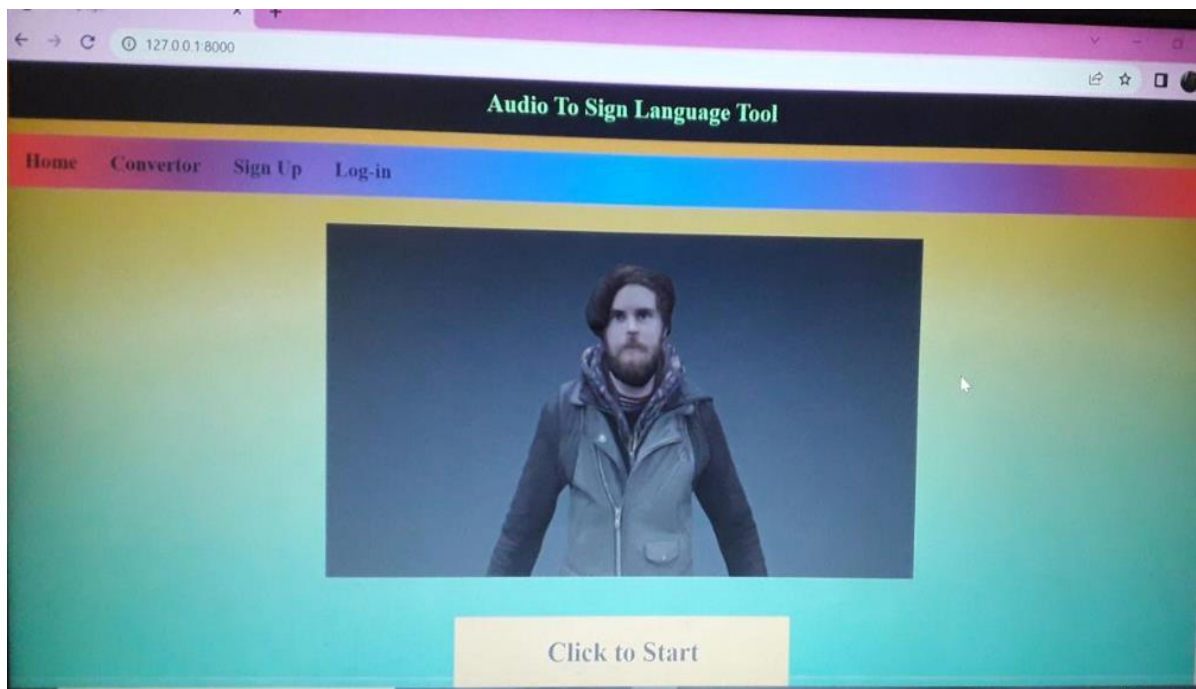 127.0.0.1:8000
Audio To Sign Language Tool
Home Convertor Sign Up Log-in
Click to Start